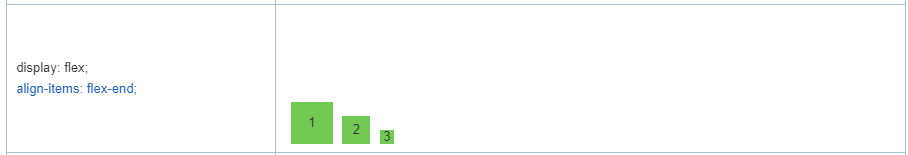 display: flex;
align-items: flex-end;
1 2 3